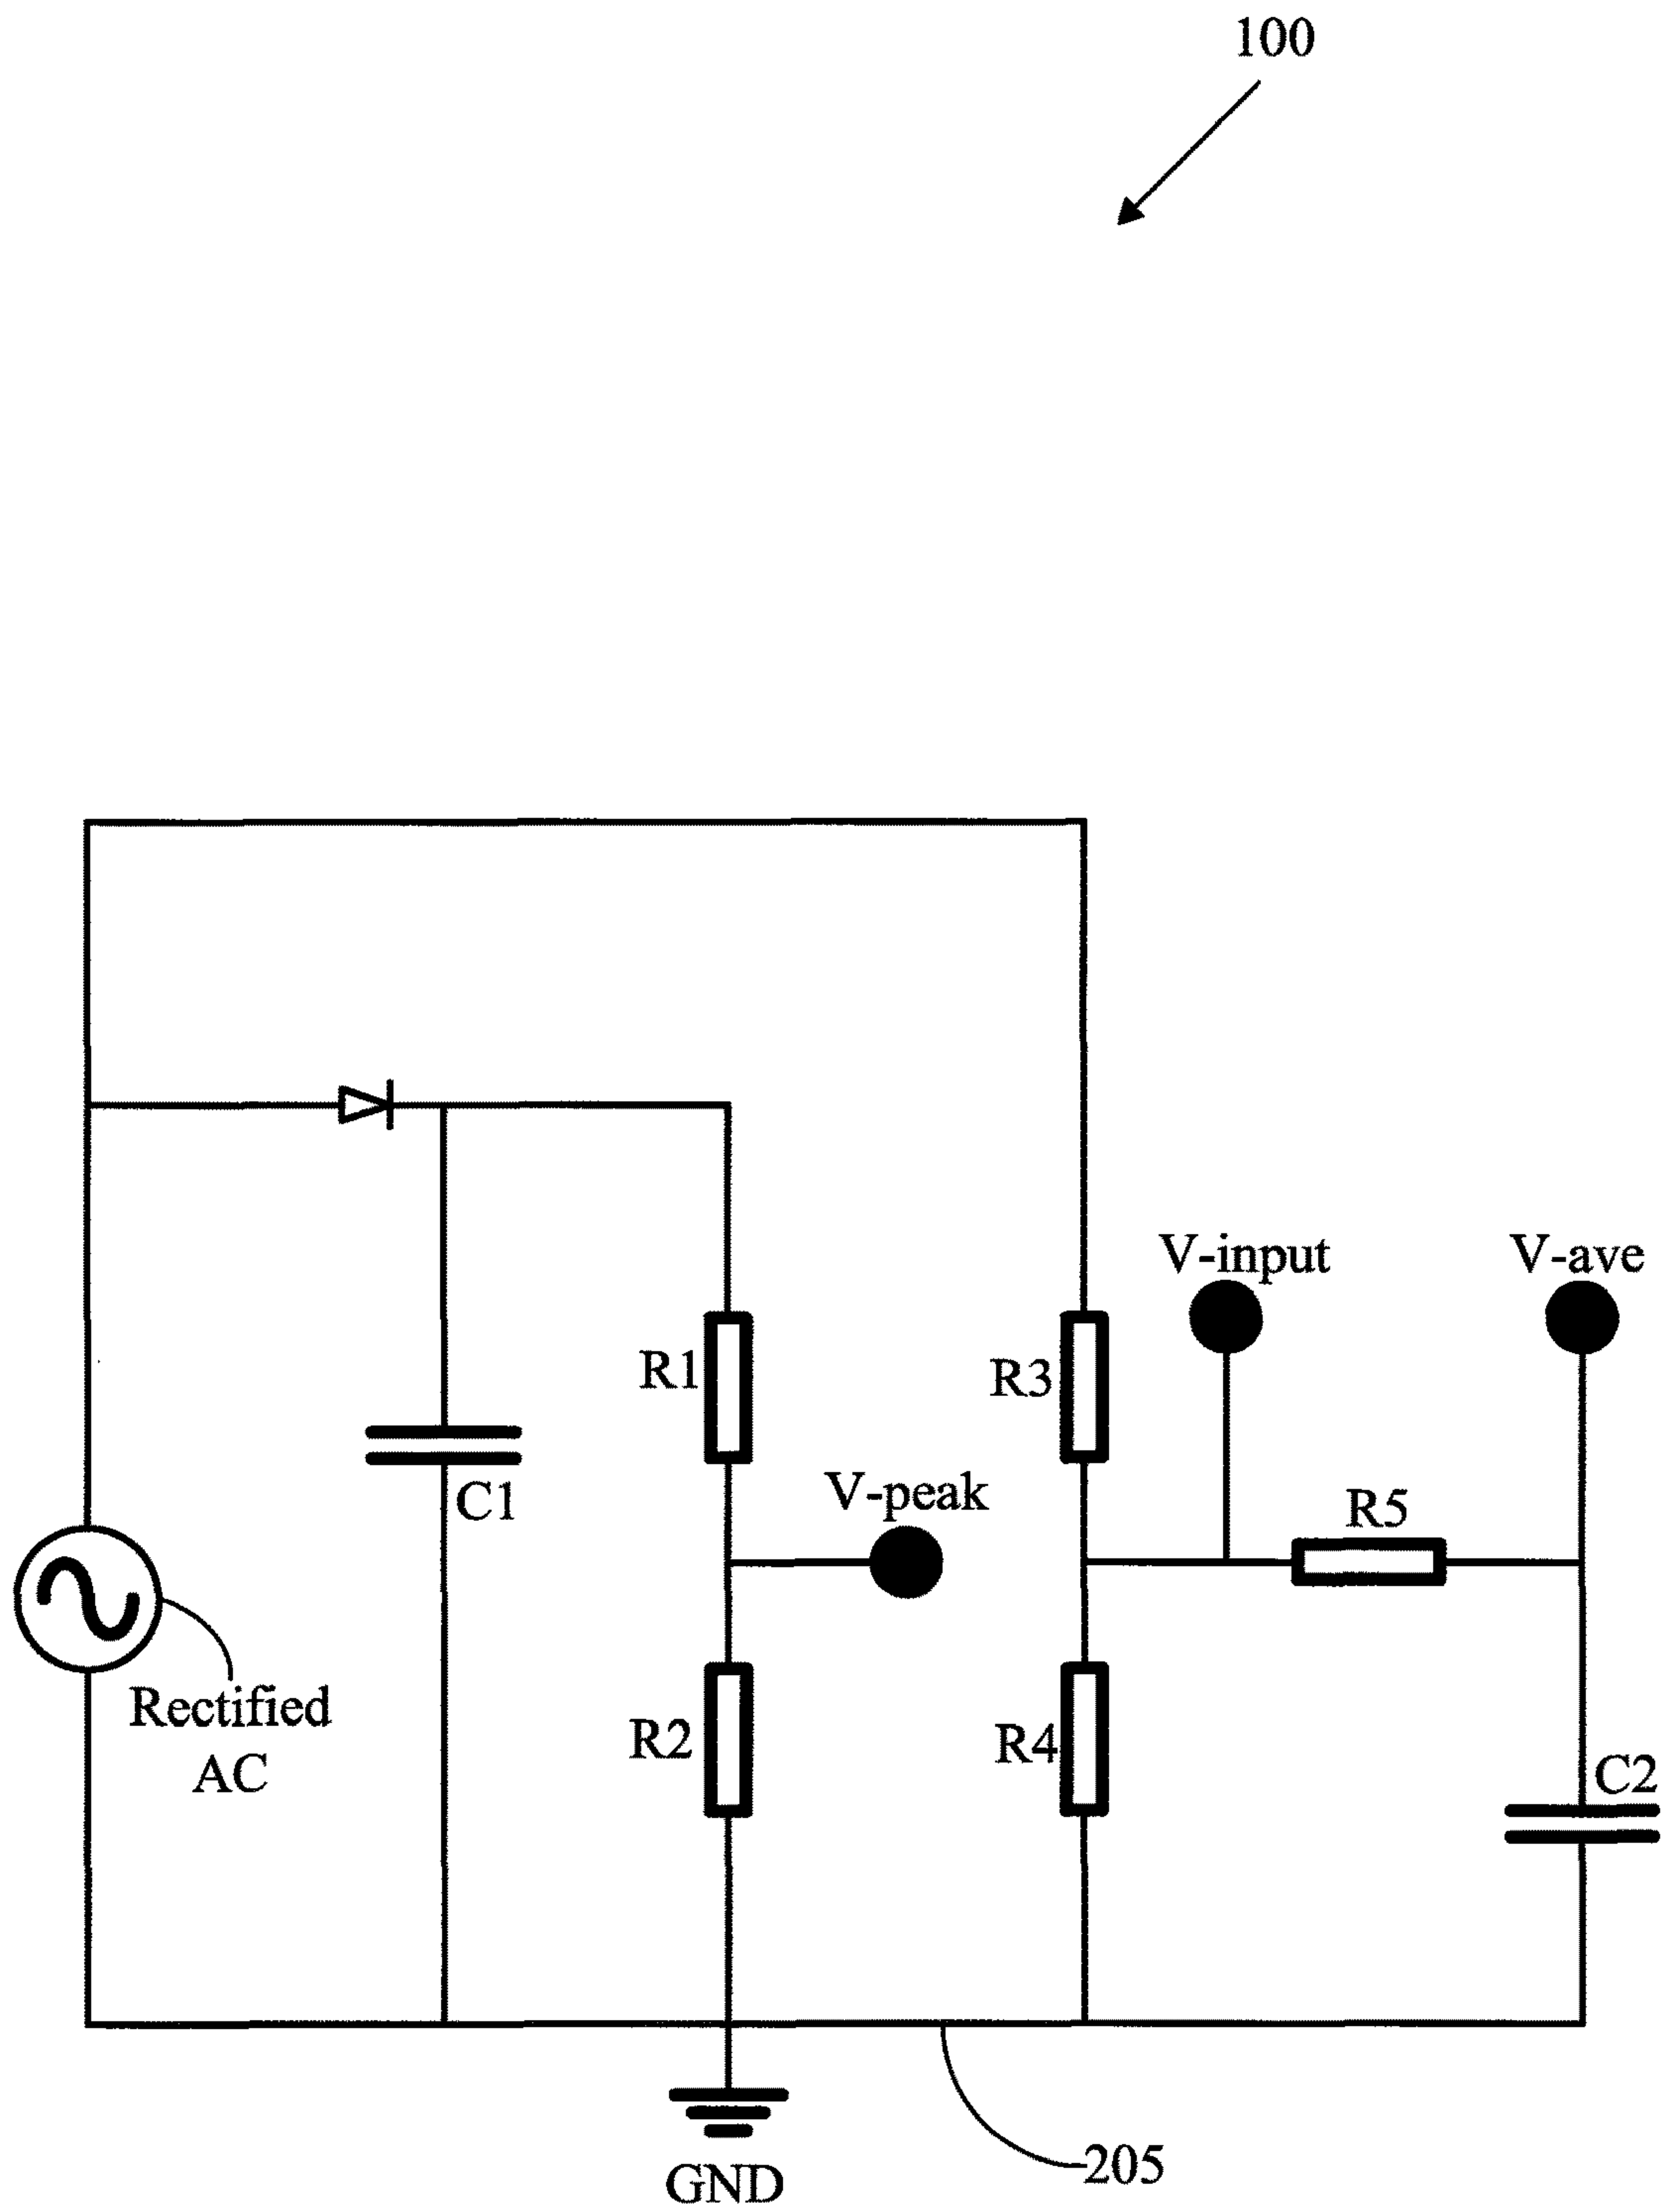 100
V-input
V-ave
R1
R3
V-peak
C1
R5
Rectified
AC
R2
R4
C2
205
GND